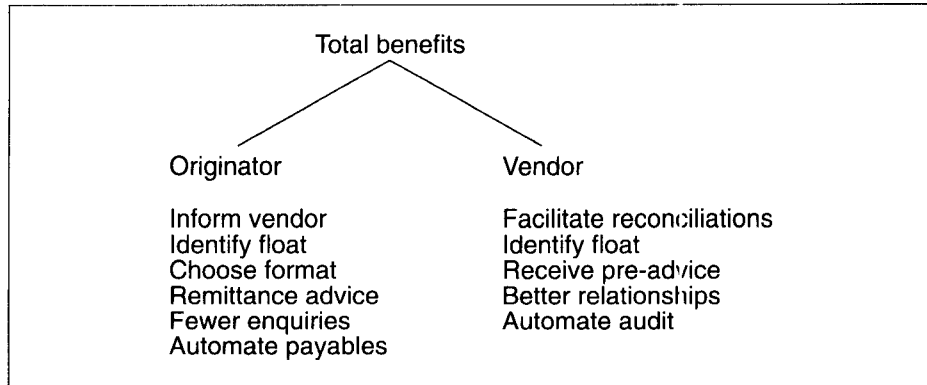 Total benefits
Originator
Inform vendor
Identify float
Choose format
Remittance advice
Fewer enquiries
Automate payables
Vendor
Facilitate reconciliations
Identify float
Receive pre-advice
Better relationships
Automate audit